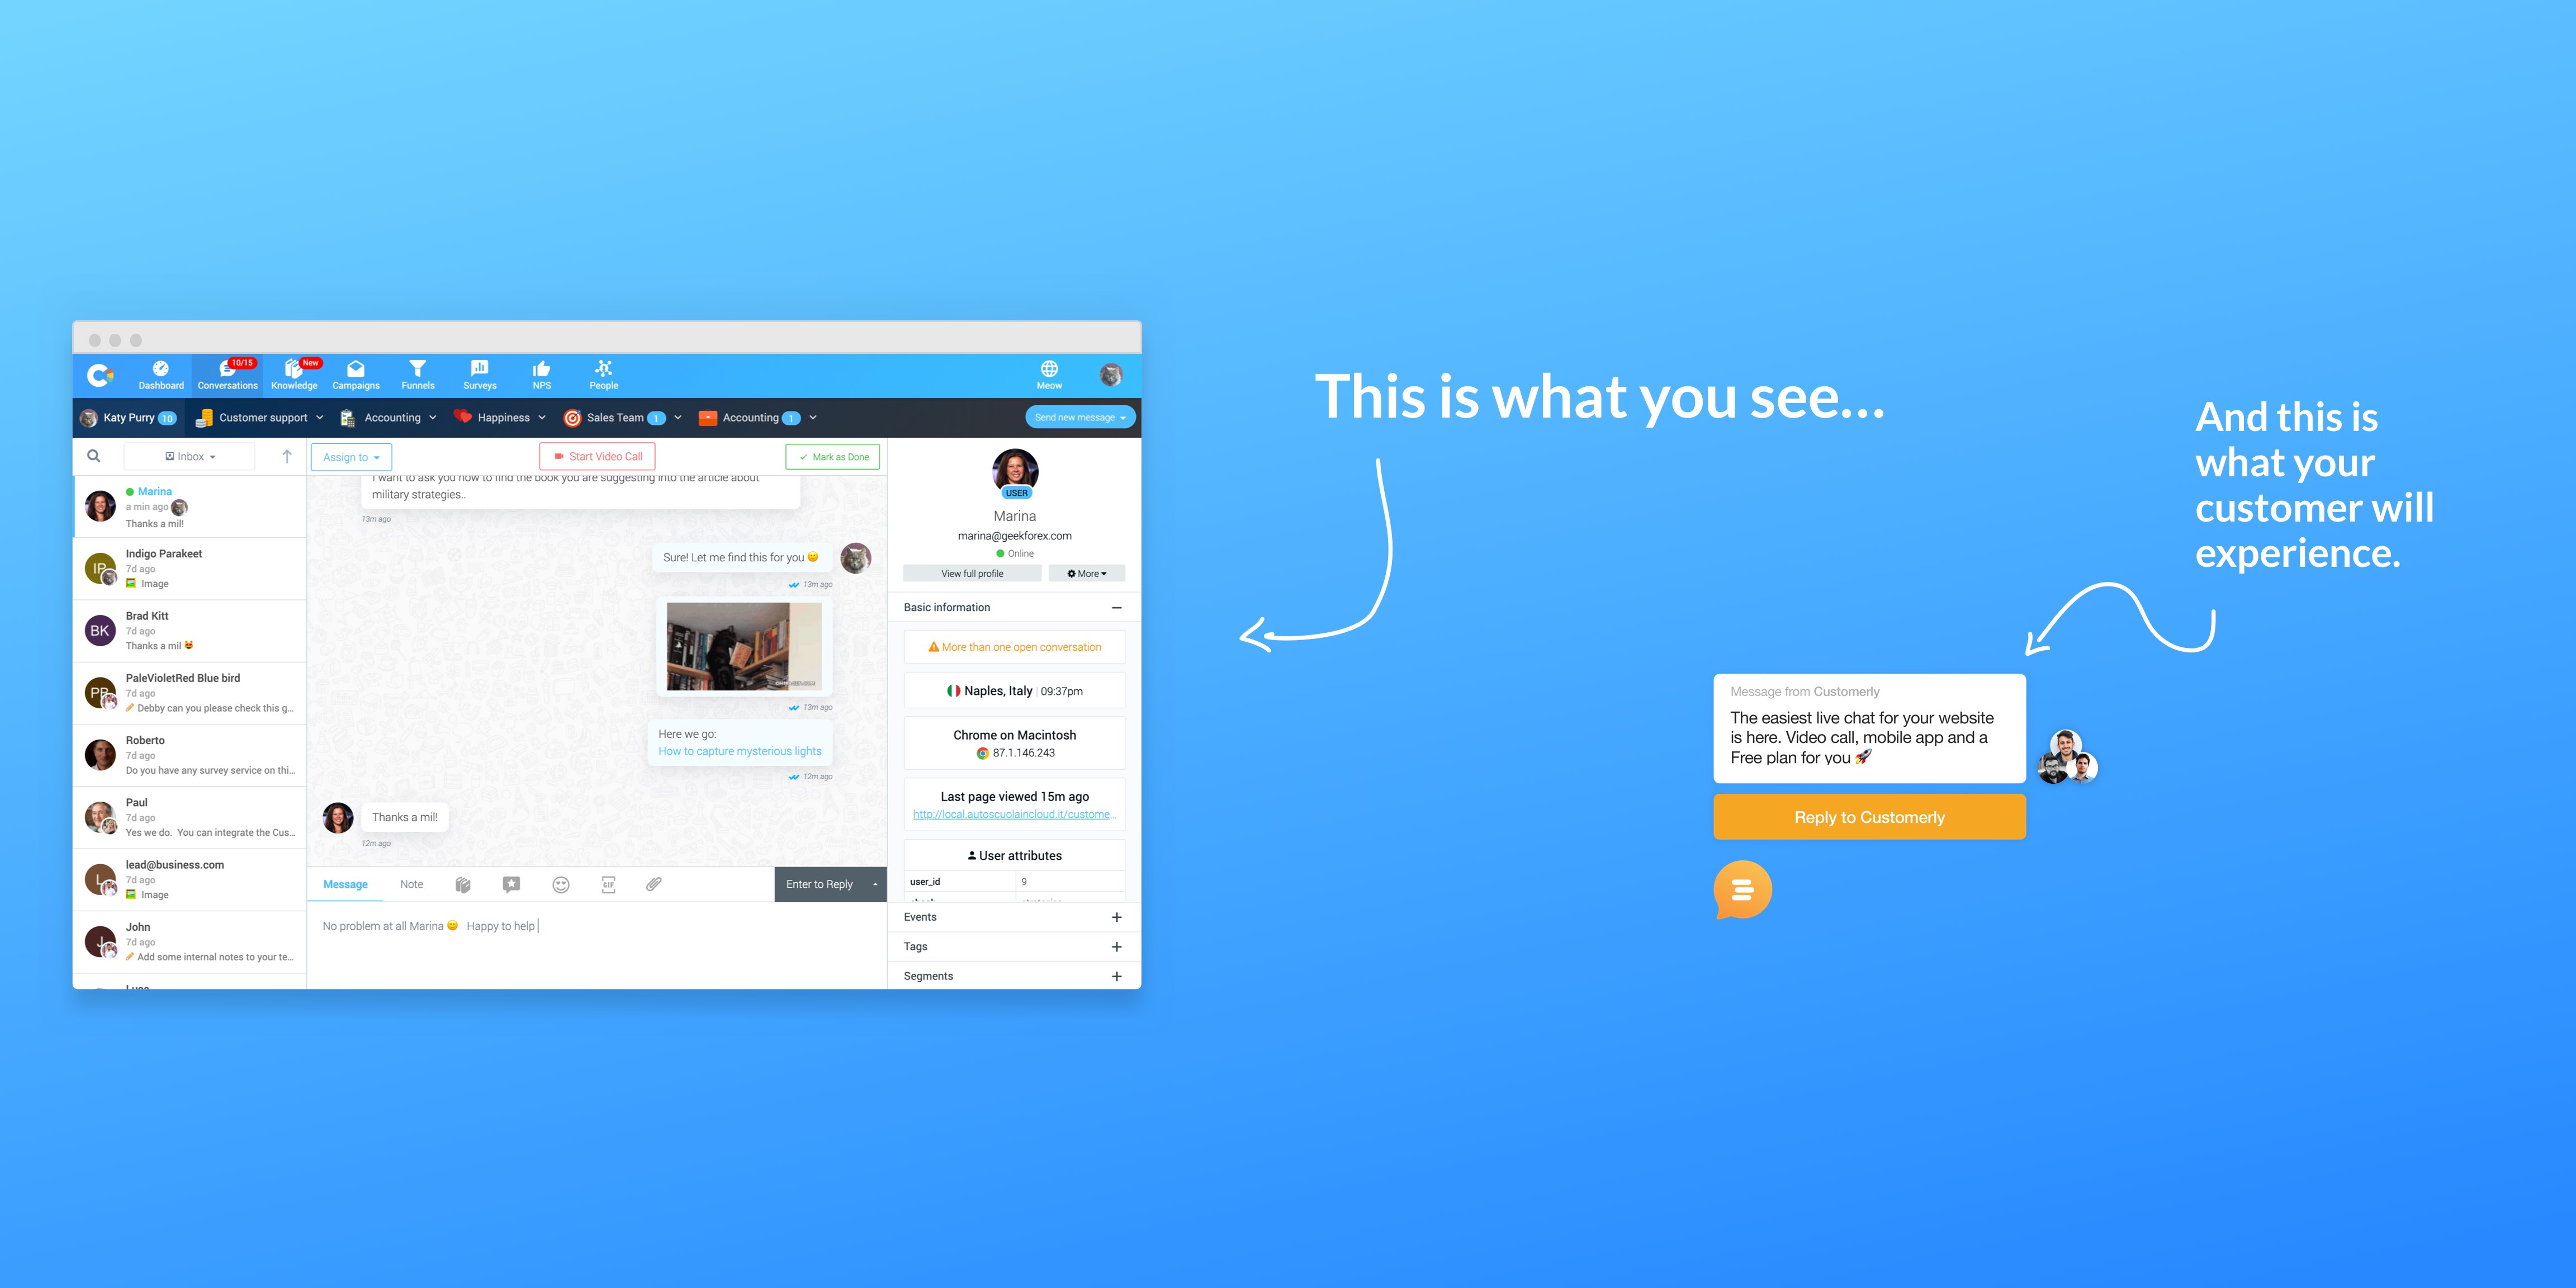 This is what you see...
And this is
what your
customer will
experience.
Dashboard
10/15
Conversations
New
Knowledge
Campaigns
Funnels
Surveys
NPS
People
Meow
Katy Purry 10
Customer support
Accounting
Happiness
Sales Team 1
Accounting 1
Send new message
Inbox
Marina
a min ago
Thanks a mil!
IP
Indigo Parakeet
7d ago
Image
BK
Brad Kitt
7d ago
Thanks a mil
PaleVioletRed Blue bird
7d ago
Debby can you please check this g...
Roberto
7d ago
Do you have any survey service on thi...
Paul
7d ago
Yes we do. You can integrate the Cus...
L
lead@business.com
7d ago
Image
J
John
7d ago
Add some internal notes to your te...
Assign to
Start Video Call
Mark as Done
I want to ask you how to find the book you are suggesting into the article about
military strategies..
13m ago
Sure! Let me find this for you
13m ago
13m ago
Here we go:
How to capture mysterious lights
12m ago
Thanks a mil!
12m ago
Message
Note
GIF
Enter to Reply
No problem at all Marina Happy to help
USER
Marina
marina@geekforex.com
Online
View full profile
More
Basic information
More than one open conversation
Naples, Italy | 09:37pm
Chrome on Macintosh
87.1.146.243
Last page viewed 15m ago
http://local.autoscuolaincloud.it/custome...
User attributes
user_id
9
Events
Tags
Segments
Message from Customerly
The easiest live chat for your website
is here. Video call, mobile app and a
Free plan for you
Reply to Customerly